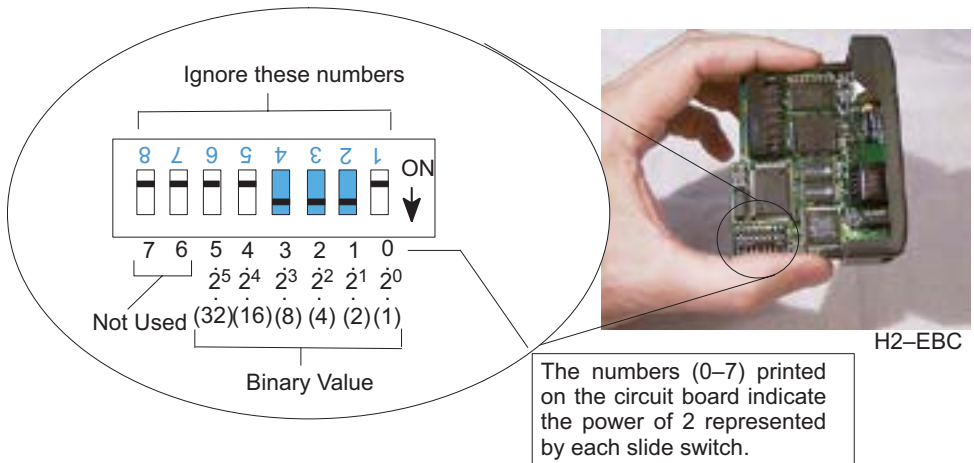 Ignore these numbers
8 7 6 5 4 3 2 1
ON
7 6 5 4 3 2 1 0
2⁵ 2⁴ 2³ 2² 2¹ 2⁰
Not Used
(32)(16) (8) (4) (2) (1)
Binary Value
H2–EBC
The numbers (0–7) printed
on the circuit board indicate
the power of 2 represented
by each slide switch.